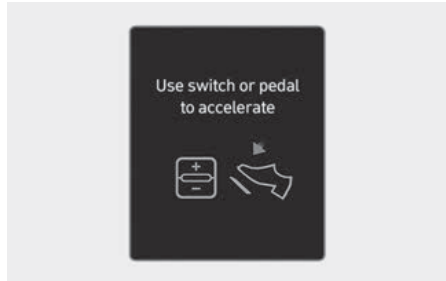 Use switch or pedal
to accelerate
+
−